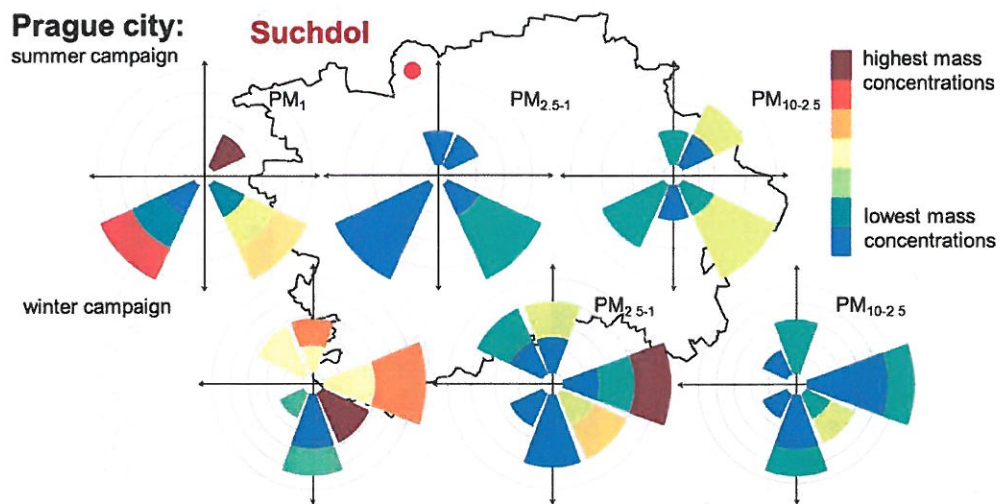 Prague city:
Suchdol
summer campaign
PM1
PM2.5-1
PM10-2.5
highest mass
concentrations
lowest mass
concentrations
winter campaign
PM2 5-1
PM10-2 5